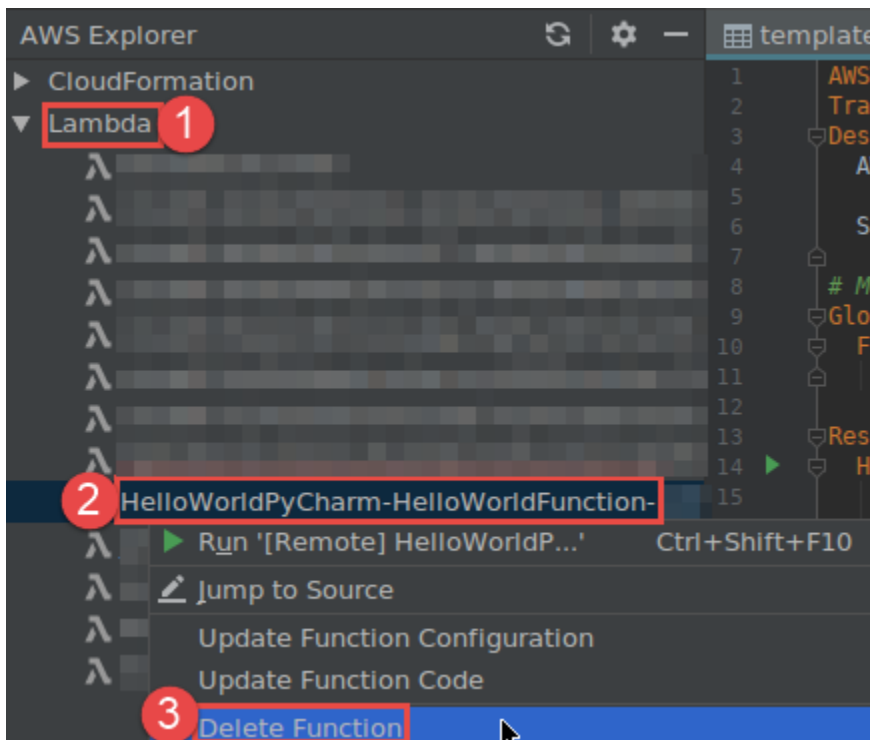 AWS Explorer
template
CloudFormation
Lambda 1
1 AWS
2 Tra
3 Des
4 A
5
6 S
7
8 # M
9 Glo
10 F
11
12
13 Res
14 H
15
2 HelloWorldPyCharm-HelloWorldFunction-
Run '[Remote] HelloWorldP...' Ctrl+Shift+F10
Jump to Source
Update Function Configuration
Update Function Code
3 Delete Function